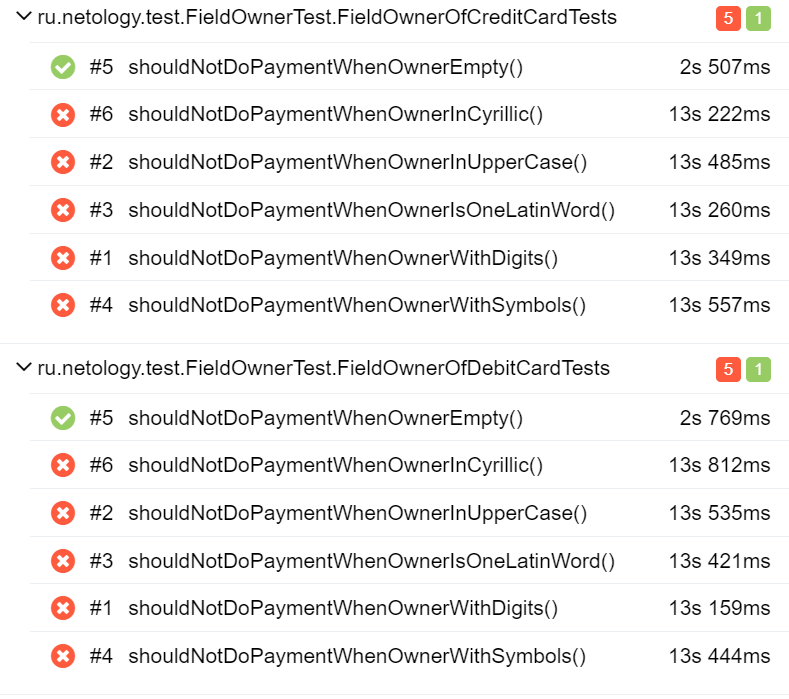 ru.netology.test.FieldOwnerTest.FieldOwnerOfCreditCardTests 5 1
#5 shouldNotDoPaymentWhenOwnerEmpty() 2s 507ms
#6 shouldNotDoPaymentWhenOwnerInCyrillic() 13s 222ms
#2 shouldNotDoPaymentWhenOwnerInUpperCase() 13s 485ms
#3 shouldNotDoPaymentWhenOwnerIsOneLatinWord() 13s 260ms
#1 shouldNotDoPaymentWhenOwnerWithDigits() 13s 349ms
#4 shouldNotDoPaymentWhenOwnerWithSymbols() 13s 557ms
ru.netology.test.FieldOwnerTest.FieldOwnerOfDebitCardTests 5 1
#5 shouldNotDoPaymentWhenOwnerEmpty() 2s 769ms
#6 shouldNotDoPaymentWhenOwnerInCyrillic() 13s 812ms
#2 shouldNotDoPaymentWhenOwnerInUpperCase() 13s 535ms
#3 shouldNotDoPaymentWhenOwnerIsOneLatinWord() 13s 421ms
#1 shouldNotDoPaymentWhenOwnerWithDigits() 13s 159ms
#4 shouldNotDoPaymentWhenOwnerWithSymbols() 13s 444ms